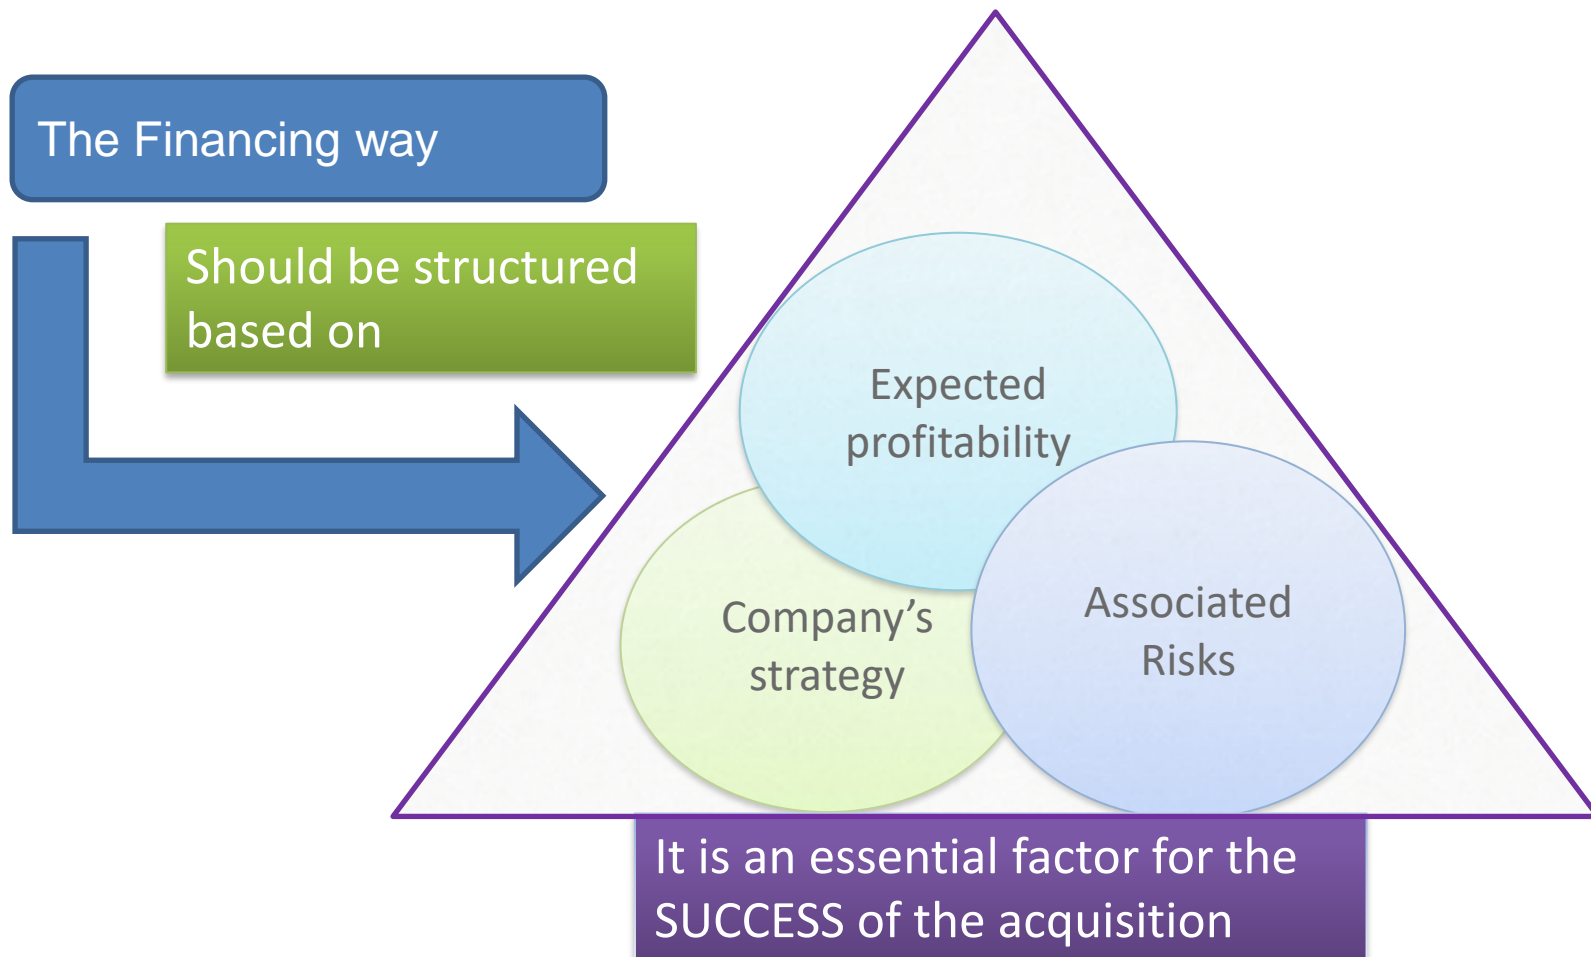 The Financing way
Should be structured
based on
Expected
profitability
Company’s
strategy
Associated
Risks
It is an essential factor for the
SUCCESS of the acquisition